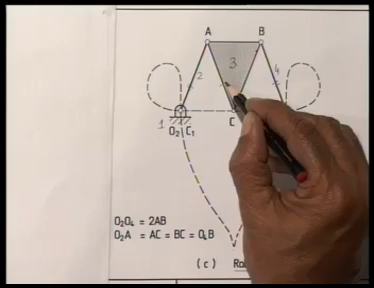 A B
3
2 4
1
O₂ C₁ C
O₂O₄ = 2AB
O₂A = AC = BC = O₄B
(c)